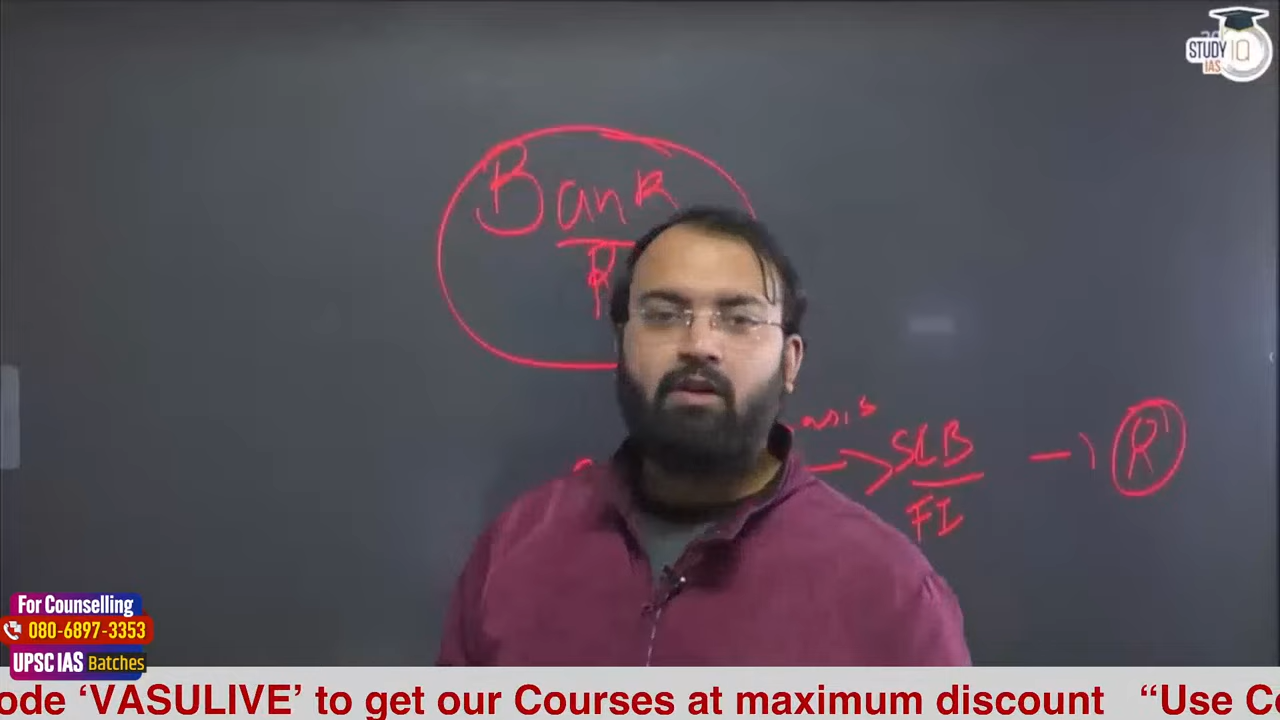 STUDY IQ
IAS
Bank
R
SCB
FI
R
For Counselling
080-6897-3353
UPSC IAS Batches
ode ‘VASULIVE’ to get our Courses at maximum discount “Use Co